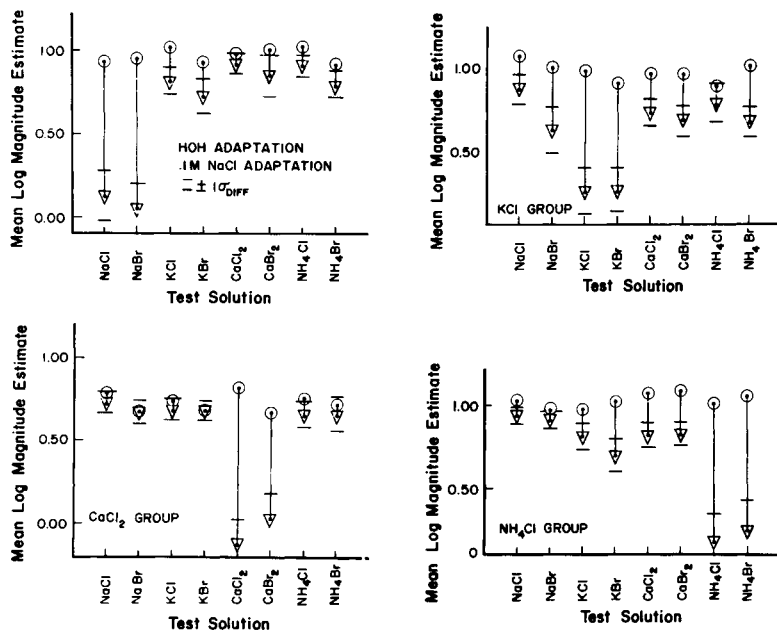 Mean Log Magnitude Estimate
1.00
0.50
0.00
HOH ADAPTATION
.1M NaCl ADAPTATION
± 1σDIFF
NaCl
NaBr
KCl
KBr
CaCl2
CaBr2
NH4Cl
NH4Br
Test Solution
Mean Log Magnitude Estimate
1.00
0.50
KCl GROUP
NaCl
NaBr
KCl
KBr
CaCl2
CaBr2
NH4Cl
NH4Br
Test Solution
Mean Log Magnitude Estimate
1.00
0.50
0.00
CaCl2 GROUP
NaCl
NaBr
KCl
KBr
CaCl2
CaBr2
NH4Cl
NH4Br
Test Solution
Mean Log Magnitude Estimate
1.00
0.50
0
NH4Cl GROUP
NaCl
NaBr
KCl
KBr
CaCl2
CaBr2
NH4Cl
NH4Br
Test Solution